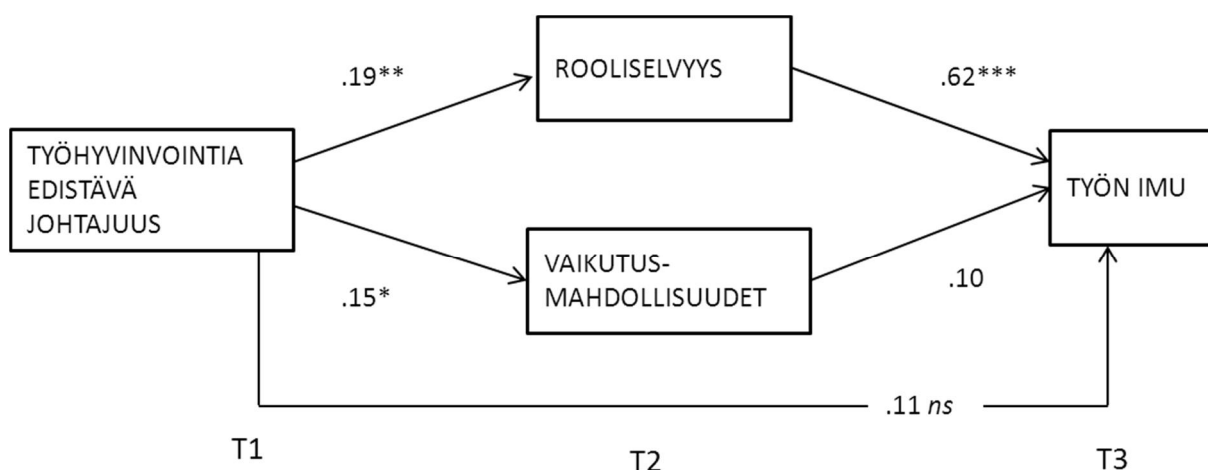 ROOLISELVYYS
.19**
.62***
TYÖHYVINVOINTIA
EDISTÄVÄ
JOHTAJUUS
TYÖN IMU
VAIKUTUS-
MAHDOLLISUUDET
.15*
.10
.11 ns
T1
T2
T3